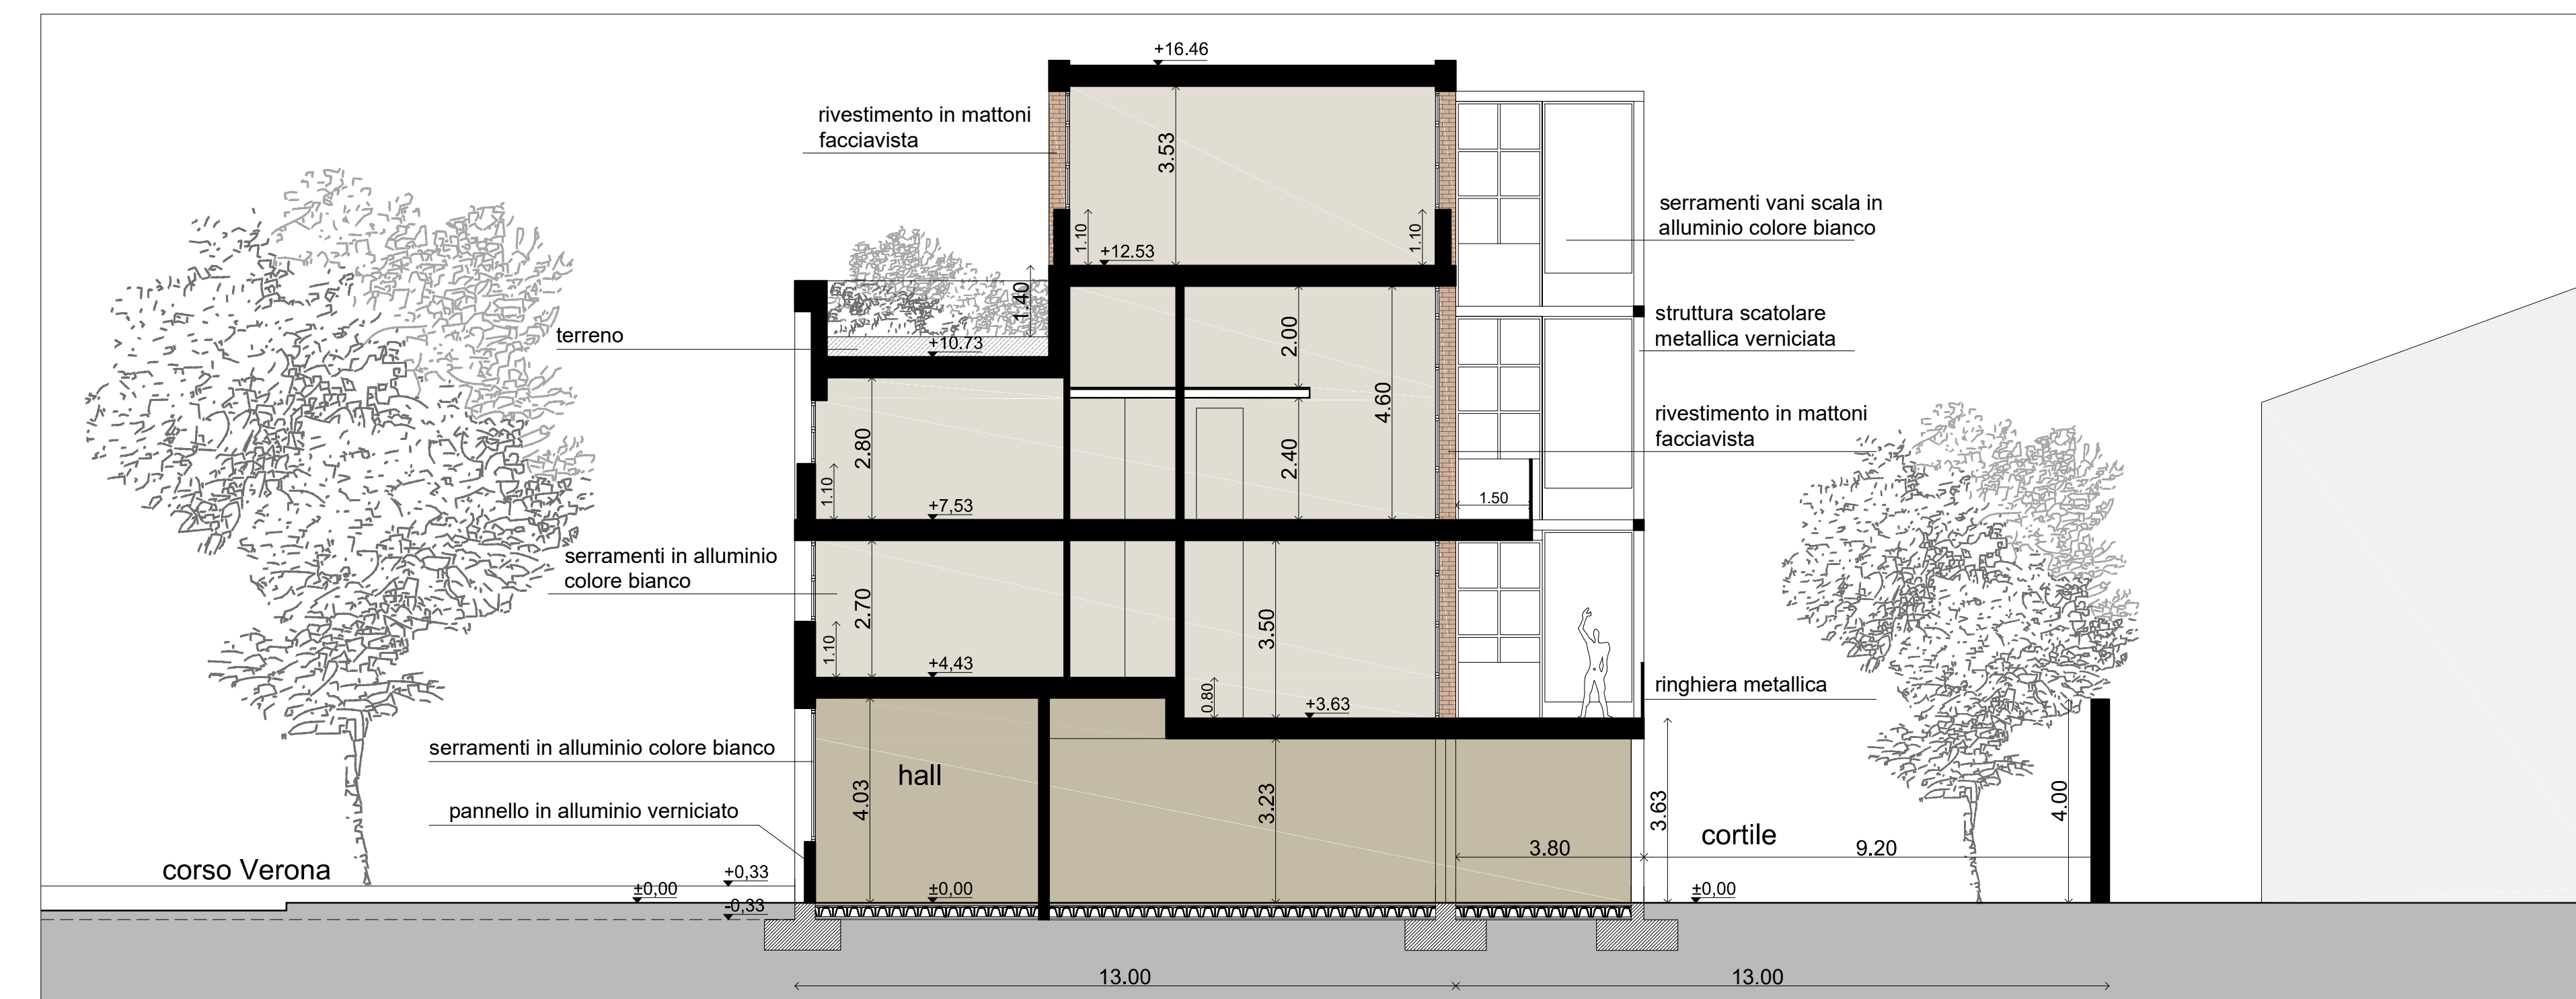 +16.46
rivestimento in mattoni
facciavista
3.53
1.10
1.10
+12.53
serramenti vani scala in
alluminio colore bianco
1.40
terreno
+10.73
2.00
4.60
struttura scatolare
metallica verniciata
rivestimento in mattoni
facciavista
2.80
2.40
1.10
+7,53
1.50
serramenti in alluminio
colore bianco
2.70
1.10
3.50
+4,43
0.80
+3.63
ringhiera metallica
serramenti in alluminio colore bianco
hall
4.03
3.23
3.63
4.00
pannello in alluminio verniciato
cortile
3.80
9.20
corso Verona
+0,33
±0,00
±0,00
±0,00
-0,33
13.00
13.00